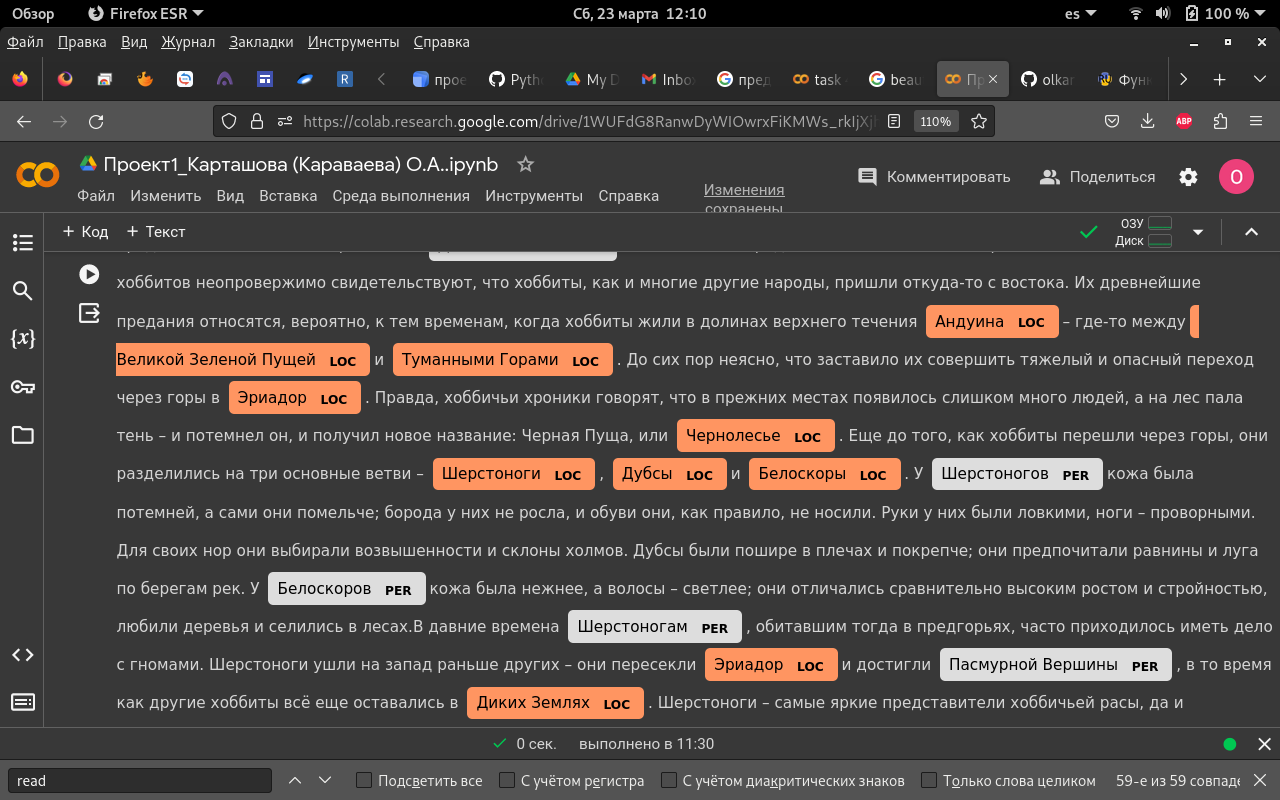 Обзор Firefox ESR Сб, 23 марта 12:10 es 100 %
Файл Правка Вид Журнал Закладки Инструменты Справка
прое Pytho My D Inbo пред task beau Пр olkar Функ
https://colab.research.google.com/drive/1WUFdG8RanwDyWIOwrxFiKMWs_rkIjXj 110% ABP
Проект1_Карташова (Караваева) О.А..ipynb
Файл Изменить Вид Вставка Среда выполнения Инструменты Справка Изменения сохранены Комментировать Поделиться O
+ Код + Текст ОЗУ Диск
хоббитов неопровержимо свидетельствуют, что хоббиты, как и многие другие народы, пришли откуда-то с востока. Их древнейшие
предания относятся, вероятно, к тем временам, когда хоббиты жили в долинах верхнего течения Андуина LOC – где-то между
Великой Зеленой Пущей LOC и Туманными Горами LOC . До сих пор неясно, что заставило их совершить тяжелый и опасный переход
через горы в Эриадор LOC . Правда, хоббичьи хроники говорят, что в прежних местах появилось слишком много людей, а на лес пала
тень – и потемнел он, и получил новое название: Черная Пуща, или Чернолесье LOC . Еще до того, как хоббиты перешли через горы, они
разделились на три основные ветви – Шерстоноги LOC , Дубсы LOC и Белоскоры LOC . У Шерстоногов PER кожа была
потемней, а сами они помельче; борода у них не росла, и обуви они, как правило, не носили. Руки у них были ловкими, ноги – проворными.
Для своих нор они выбирали возвышенности и склоны холмов. Дубсы были пошире в плечах и покрепче; они предпочитали равнины и луга
по берегам рек. У Белоскоров PER кожа была нежнее, а волосы – светлее; они отличались сравнительно высоким ростом и стройностью,
любили деревья и селились в лесах.В давние времена Шерстоногам PER , обитавшим тогда в предгорьях, часто приходилось иметь дело
с гномами. Шерстоноги ушли на запад раньше других – они пересекли Эриадор LOC и достигли Пасмурной Вершины PER , в то время
как другие хоббиты всё еще оставались в Диких Землях LOC . Шерстоноги – самые яркие представители хоббичьей расы, да и
0 сек. выполнено в 11:30
read Подсветить все С учётом регистра С учётом диакритических знаков Только слова целиком 59-е из 59 совпаде